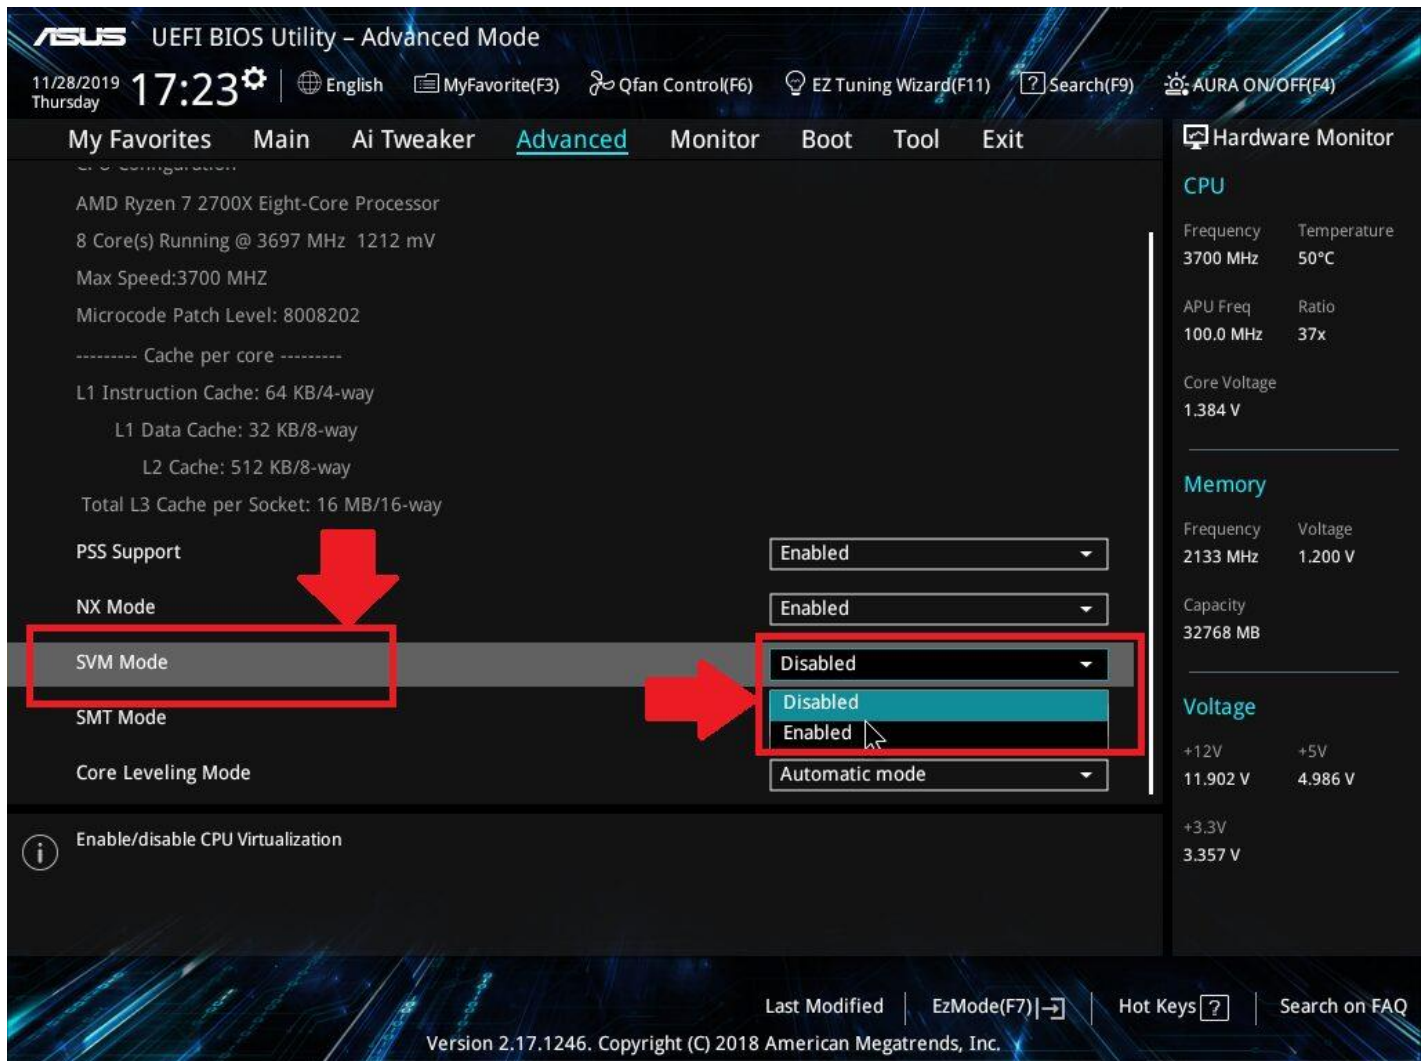 ASUS UEFI BIOS Utility – Advanced Mode
11/28/2019
Thursday
17:23
English
MyFavorite(F3)
Qfan Control(F6)
EZ Tuning Wizard(F11)
? Search(F9)
AURA ON/OFF(F4)
My Favorites Main Ai Tweaker Advanced Monitor Boot Tool Exit
CPU Configuration
AMD Ryzen 7 2700X Eight-Core Processor
8 Core(s) Running @ 3697 MHz 1212 mV
Max Speed:3700 MHZ
Microcode Patch Level: 8008202
--------- Cache per core ---------
L1 Instruction Cache: 64 KB/4-way
L1 Data Cache: 32 KB/8-way
L2 Cache: 512 KB/8-way
Total L3 Cache per Socket: 16 MB/16-way
PSS Support Enabled
NX Mode Enabled
SVM Mode Disabled
Disabled
Enabled
SMT Mode
Core Leveling Mode Automatic mode
i Enable/disable CPU Virtualization
Hardware Monitor
CPU
Frequency Temperature
3700 MHz 50°C
APU Freq Ratio
100.0 MHz 37x
Core Voltage
1.384 V
Memory
Frequency Voltage
2133 MHz 1.200 V
Capacity
32768 MB
Voltage
+12V +5V
11.902 V 4.986 V
+3.3V
3.357 V
Last Modified EzMode(F7) Hot Keys ? Search on FAQ
Version 2.17.1246. Copyright (C) 2018 American Megatrends, Inc.